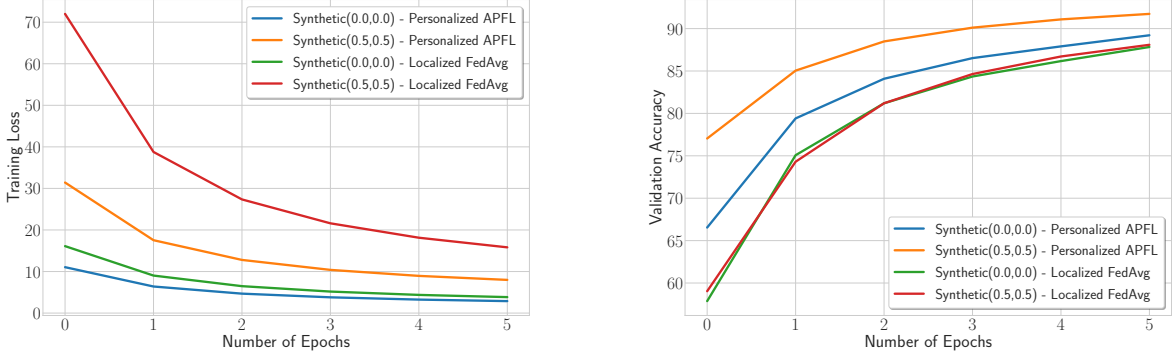 70
60
50
40
30
20
10
0
Training Loss
0 1 2 3 4 5
Number of Epochs
Synthetic(0.0,0.0) - Personalized APFL
Synthetic(0.5,0.5) - Personalized APFL
Synthetic(0.0,0.0) - Localized FedAvg
Synthetic(0.5,0.5) - Localized FedAvg
90
85
80
75
70
65
60
Validation Accuracy
0 1 2 3 4 5
Number of Epochs
Synthetic(0.0,0.0) - Personalized APFL
Synthetic(0.5,0.5) - Personalized APFL
Synthetic(0.0,0.0) - Localized FedAvg
Synthetic(0.5,0.5) - Localized FedAvg